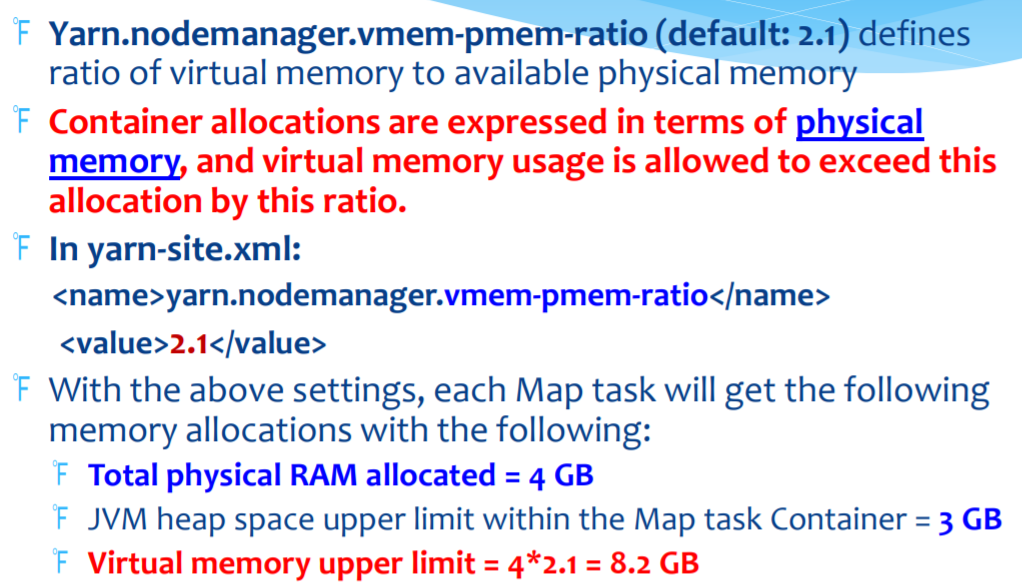 ℉ Yarn.nodemanager.vmem-pmem-ratio (default: 2.1) defines
ratio of virtual memory to available physical memory
℉ Container allocations are expressed in terms of physical
memory, and virtual memory usage is allowed to exceed this
allocation by this ratio.
℉ In yarn-site.xml:
<name>yarn.nodemanager.vmem-pmem-ratio</name>
<value>2.1</value>
℉ With the above settings, each Map task will get the following
memory allocations with the following:
℉ Total physical RAM allocated = 4 GB
℉ JVM heap space upper limit within the Map task Container = 3 GB
℉ Virtual memory upper limit = 4*2.1 = 8.2 GB